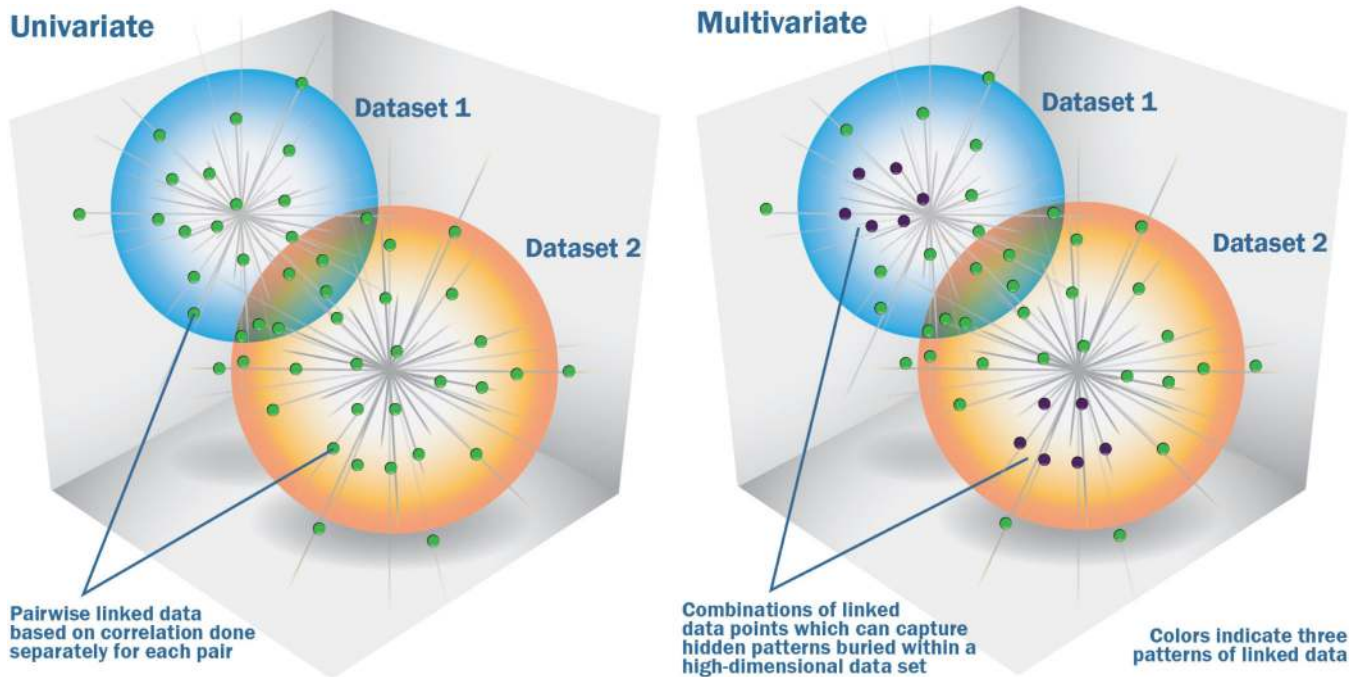 Univariate
Dataset 1
Dataset 2
Pairwise linked data
based on correlation done
separately for each pair
Multivariate
Dataset 1
Dataset 2
Combinations of linked
data points which can capture
hidden patterns buried within a
high-dimensional data set
Colors indicate three
patterns of linked data